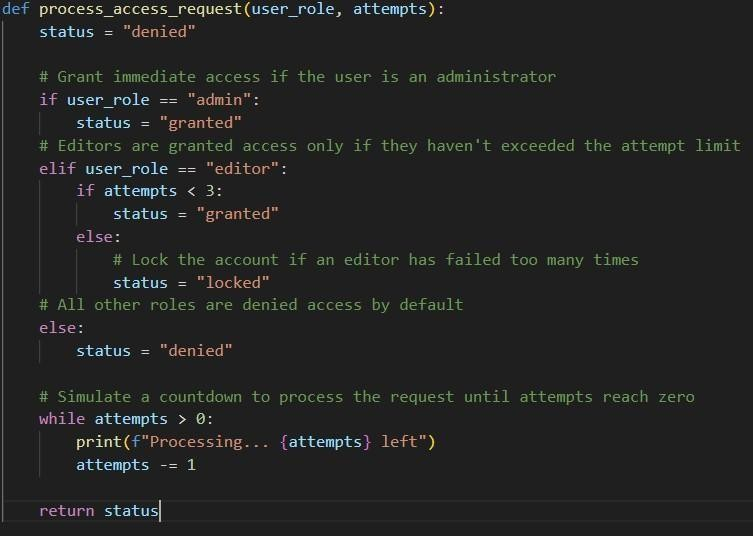 def process_access_request(user_role, attempts):
    status = "denied"

    # Grant immediate access if the user is an administrator
    if user_role == "admin":
        status = "granted"
    # Editors are granted access only if they haven't exceeded the attempt limit
    elif user_role == "editor":
        if attempts < 3:
            status = "granted"
        else:
            # Lock the account if an editor has failed too many times
            status = "locked"
    # All other roles are denied access by default
    else:
        status = "denied"

    # Simulate a countdown to process the request until attempts reach zero
    while attempts > 0:
        print(f"Processing... {attempts} left")
        attempts -= 1

    return status